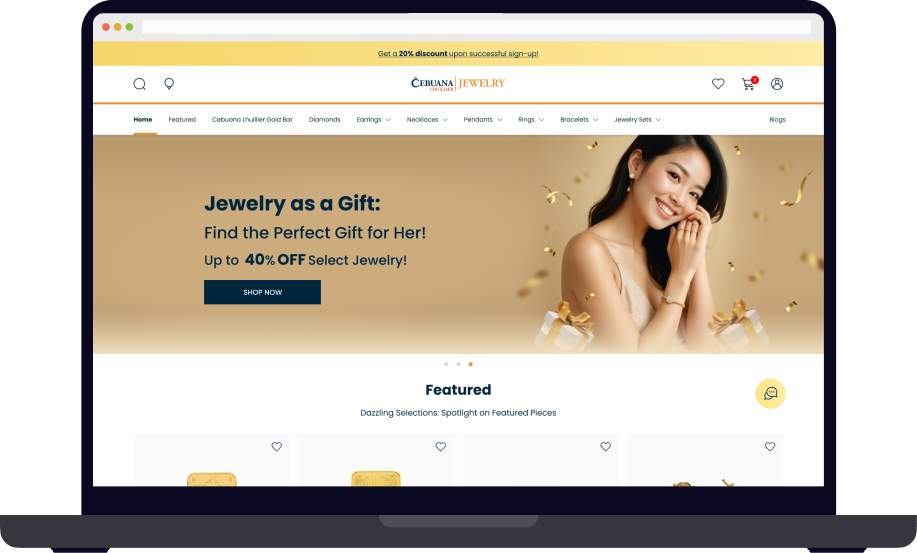 Get a 20% discount upon successful sign-up!
ČEBUANA
LHUILLIER
JEWELRY
1
Home
Featured
Cebuana Lhuillier Gold Bar
Diamonds
Earrings
Necklaces
Pendants
Rings
Bracelets
Jewelry Sets
Blogs
Jewelry as a Gift:
Find the Perfect Gift for Her!
Up to 40% OFF Select Jewelry!
SHOP NOW
Featured
Dazzling Selections: Spotlight on Featured Pieces